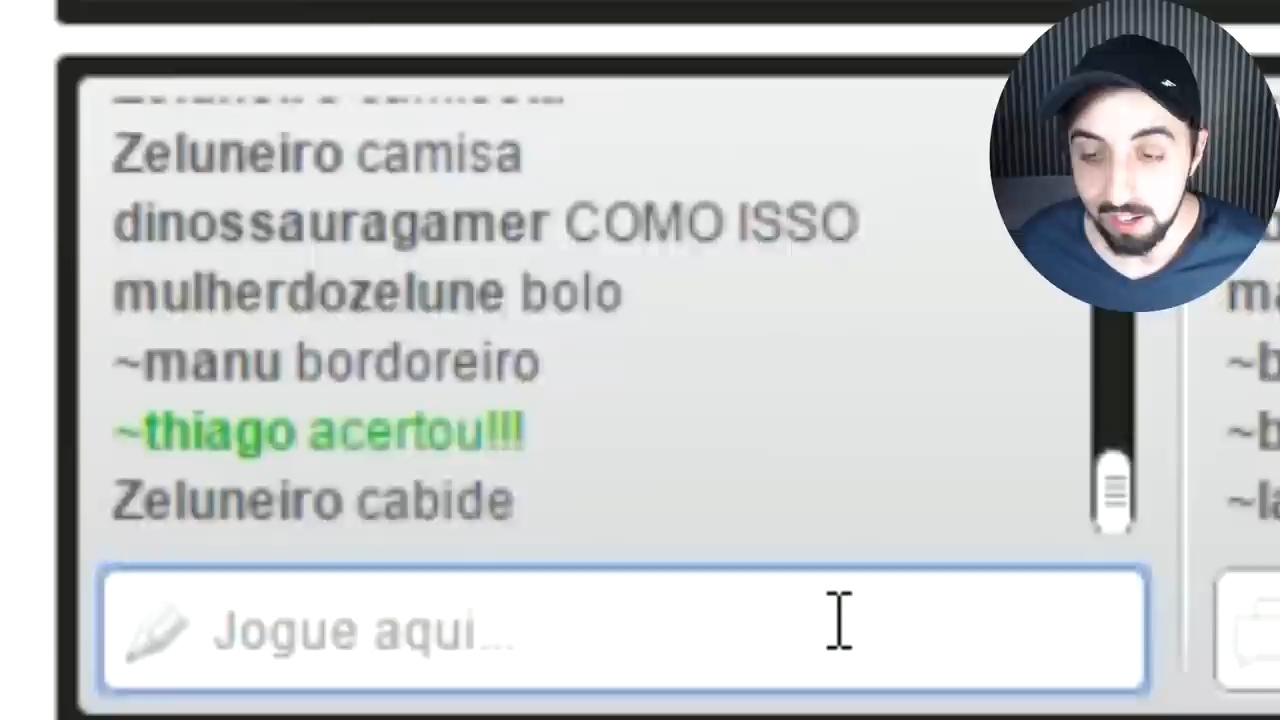 Zeluneiro camisa
dinossauragamer COMO ISSO
mulherdozelune bolo
~manu bordoreiro
~thiago acertou!!!
Zeluneiro cabide
Jogue aqui...